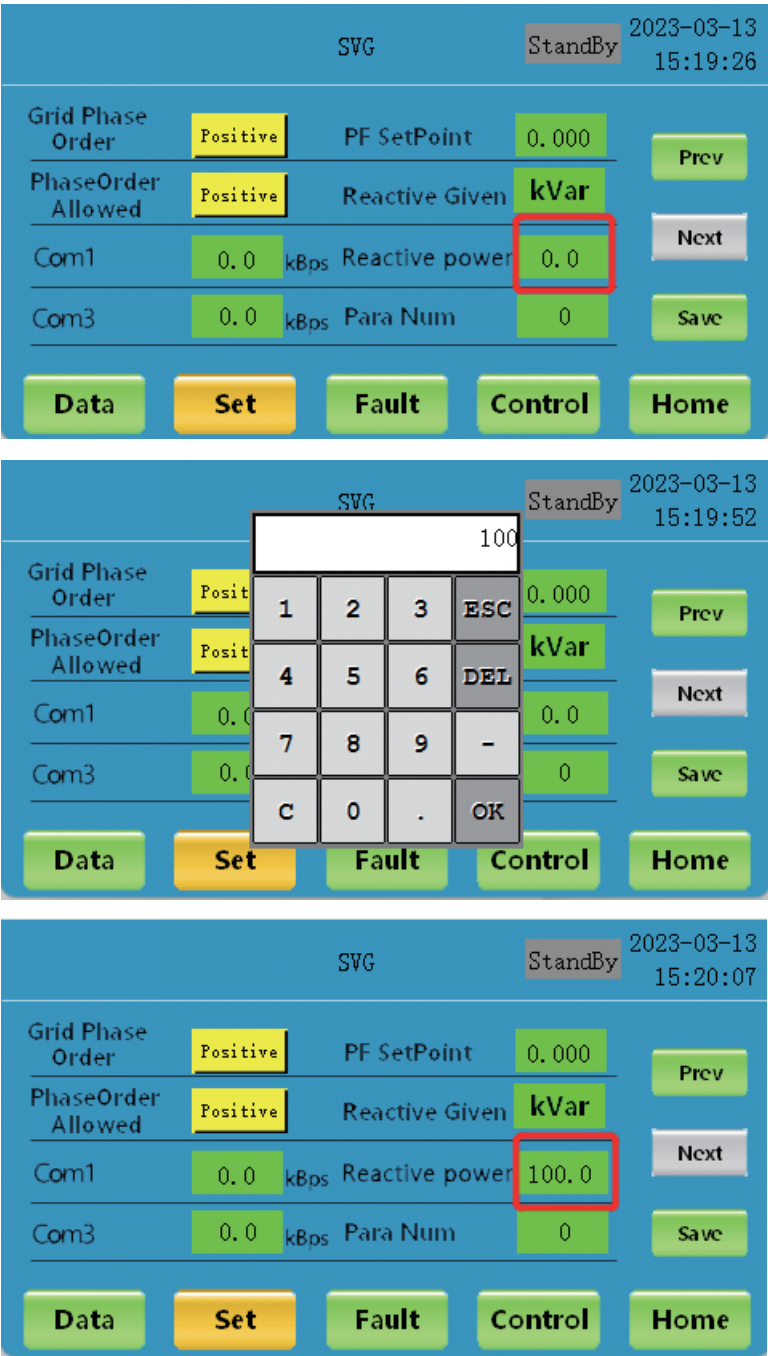 SVG StandBy 2023-03-13
15:19:26
Grid Phase
Order Positive PF SetPoint 0.000 Prev
PhaseOrder
Allowed Positive Reactive Given kVar
Next
Com1 0.0 kBps Reactive power 0.0
Com3 0.0 kBps Para Num 0 Save
Data Set Fault Control Home
SVG StandBy 2023-03-13
15:19:52
100
Grid Phase
Order Posit 0.000 Prev
1 2 3 ESC
PhaseOrder
Allowed Posit kVar
4 5 6 DEL
Next
Com1 0.0 0.0
7 8 9 -
Com3 0.0 0 Save
C 0 . OK
Data Set Fault Control Home
SVG StandBy 2023-03-13
15:20:07
Grid Phase
Order Positive PF SetPoint 0.000 Prev
PhaseOrder
Allowed Positive Reactive Given kVar
Next
Com1 0.0 kBps Reactive power 100.0
Com3 0.0 kBps Para Num 0 Save
Data Set Fault Control Home